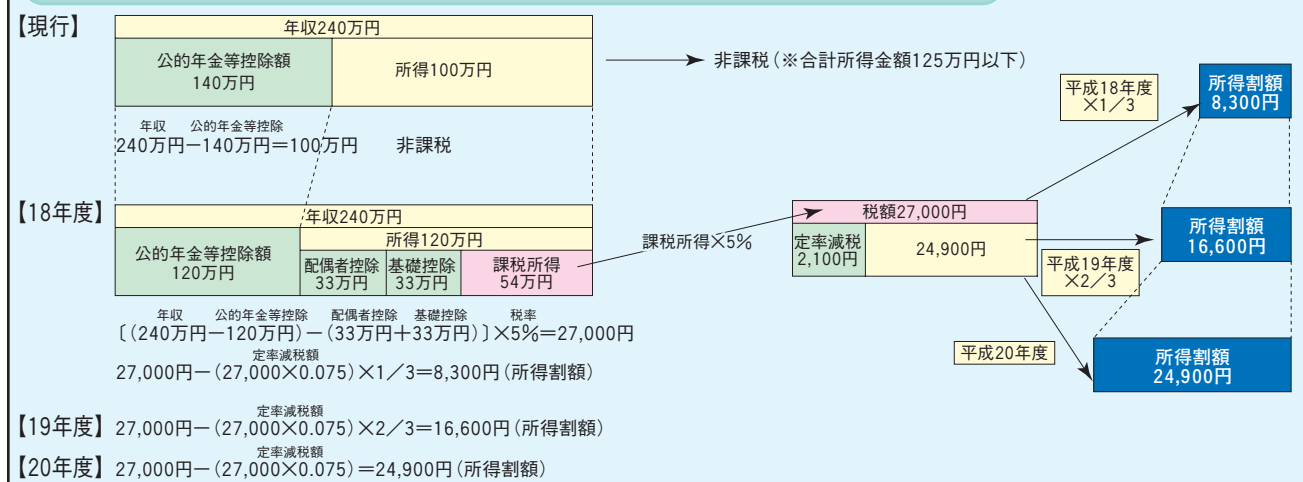 【現行】
年収240万円
公的年金等控除額
140万円
所得100万円
非課税（※合計所得金額125万円以下）
年収 公的年金等控除
240万円－140万円＝100万円 非課税
平成18年度
×1／3
所得割額
8,300円
【18年度】
年収240万円
公的年金等控除額
120万円
所得120万円
配偶者控除
33万円
基礎控除
33万円
課税所得
54万円
課税所得×5％
税額27,000円
定率減税
2,100円
24,900円
平成19年度
×2／3
所得割額
16,600円
年収 公的年金等控除 配偶者控除 基礎控除 税率
〔（240万円－120万円）－（33万円＋33万円）〕×5％＝27,000円
定率減税額
27,000円－（27,000×0.075）×1／3＝8,300円（所得割額）
平成20年度
所得割額
24,900円
定率減税額
【19年度】27,000円－（27,000×0.075）×2／3＝16,600円（所得割額）
定率減税額
【20年度】27,000円－（27,000×0.075）＝24,900円（所得割額）